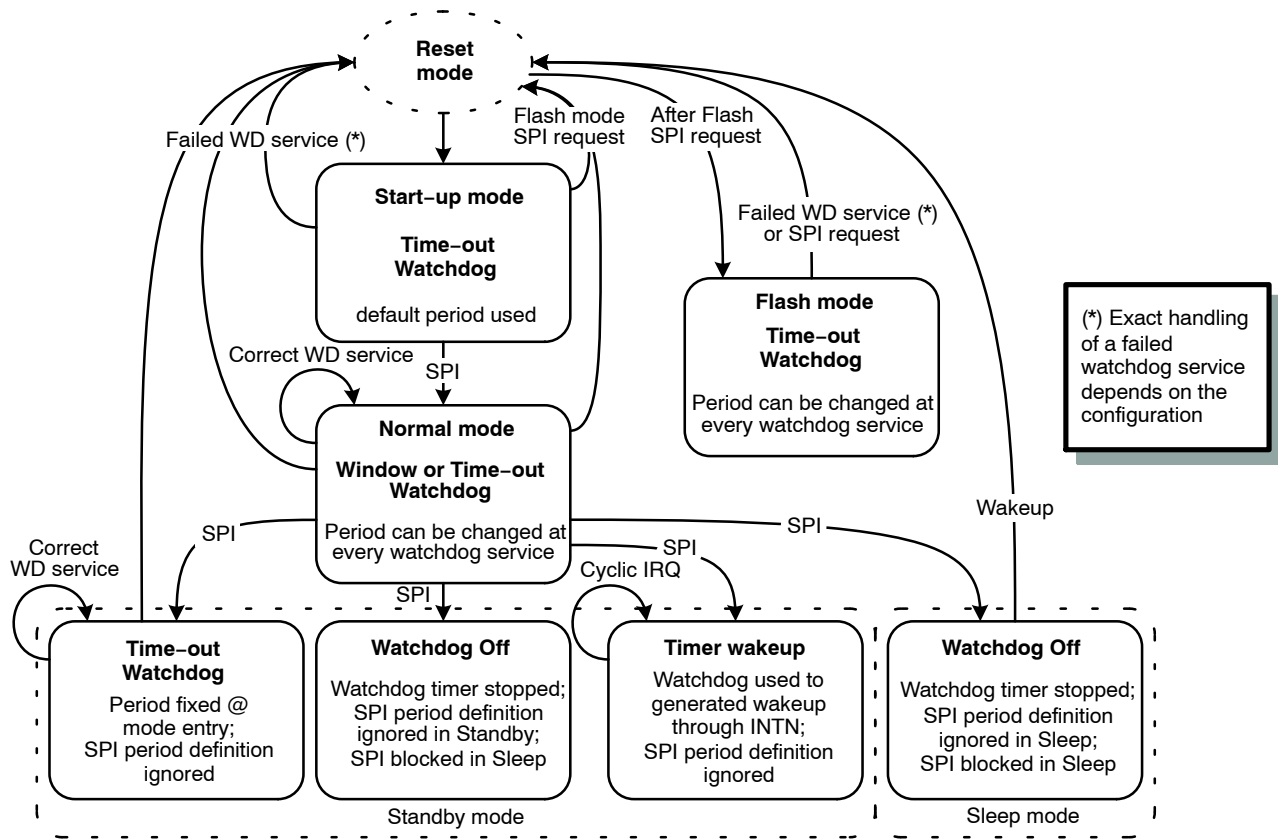 Reset
mode
Failed WD service (*)
Flash mode
SPI request
After Flash
SPI request
Start−up mode
Time−out
Watchdog
default period used
Failed WD service (*)
or SPI request
Flash mode
Time−out
Watchdog
Period can be changed at
every watchdog service
(*) Exact handling
of a failed
watchdog service
depends on the
configuration
Correct WD service
SPI
Normal mode
Window or Time−out
Watchdog
Period can be changed at
every watchdog service
Wakeup
SPI
SPI
SPI
SPI
Correct
WD service
Cyclic IRQ
Time−out
Watchdog
Period fixed @
mode entry;
SPI period definition
ignored
Watchdog Off
Watchdog timer stopped;
SPI period definition
ignored in Standby;
SPI blocked in Sleep
Timer wakeup
Watchdog used to
generated wakeup
through INTN;
SPI period definition
ignored
Watchdog Off
Watchdog timer stopped;
SPI period definition
ignored in Sleep;
SPI blocked in Sleep
Standby mode
Sleep mode